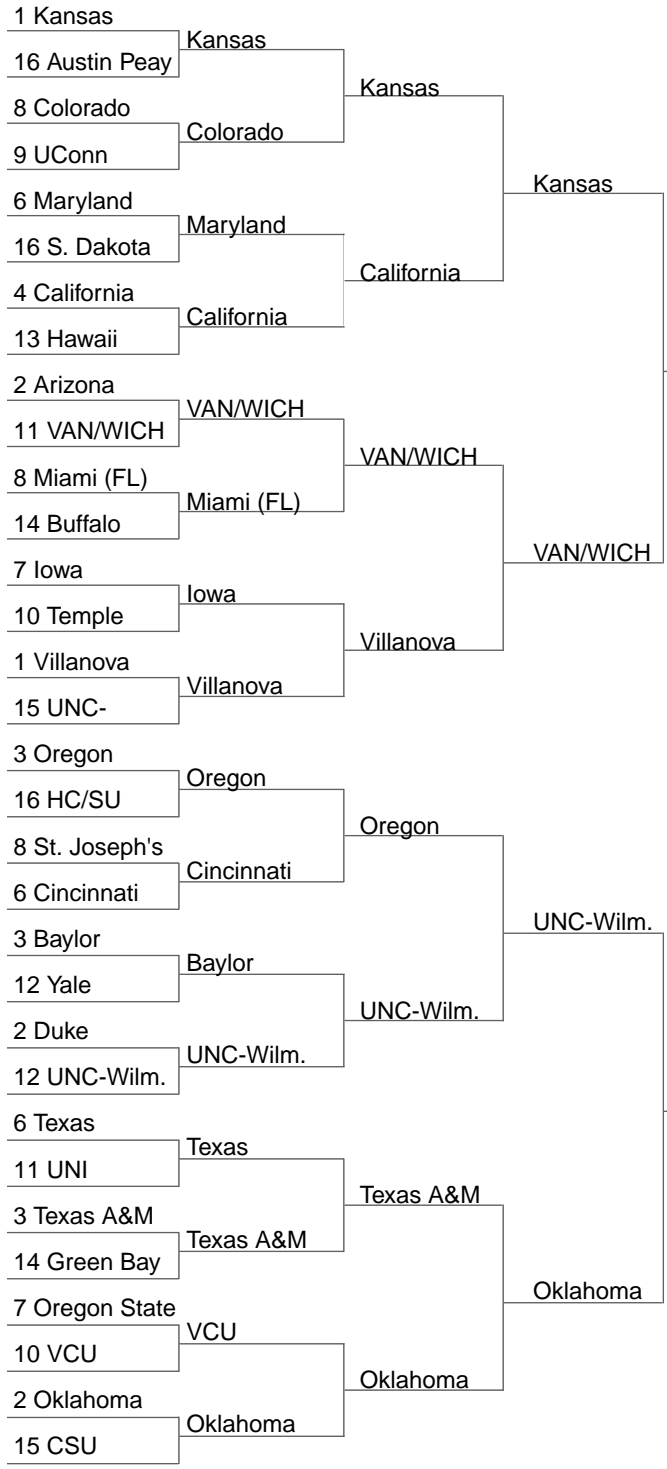 1 Kansas
16 Austin Peay
8 Colorado
9 UConn
6 Maryland
16 S. Dakota
4 California
13 Hawaii
2 Arizona
11 VAN/WICH
8 Miami (FL)
14 Buffalo
7 Iowa
10 Temple
1 Villanova
15 UNC-
3 Oregon
16 HC/SU
8 St. Joseph's
6 Cincinnati
3 Baylor
12 Yale
2 Duke
12 UNC-Wilm.
6 Texas
11 UNI
3 Texas A&M
14 Green Bay
7 Oregon State
10 VCU
2 Oklahoma
15 CSU
Kansas
Colorado
Maryland
California
VAN/WICH
Miami (FL)
Iowa
Villanova
Oregon
Cincinnati
Baylor
UNC-Wilm.
Texas
Texas A&M
VCU
Oklahoma
Kansas
California
VAN/WICH
Villanova
Oregon
UNC-Wilm.
Texas A&M
Oklahoma
Kansas
VAN/WICH
UNC-Wilm.
Oklahoma